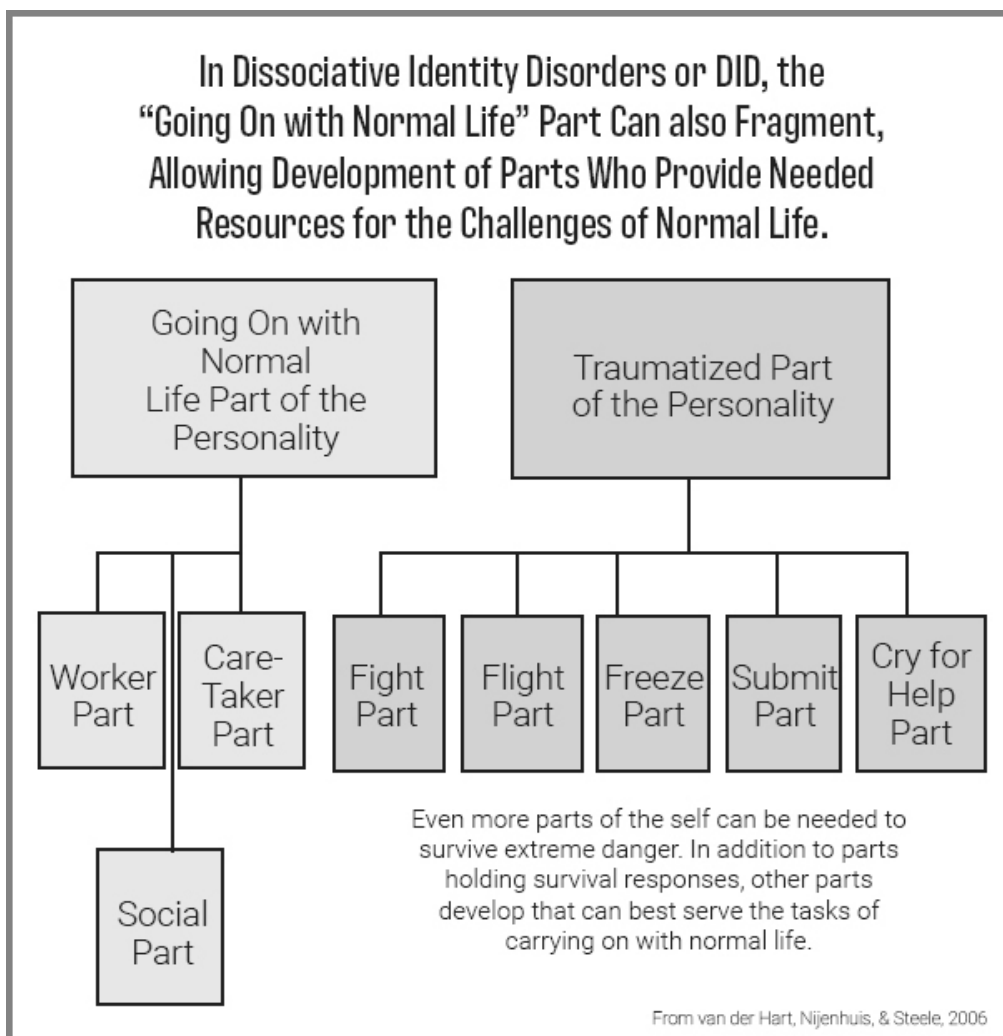 In Dissociative Identity Disorders or DID, the
“Going On with Normal Life” Part Can also Fragment,
Allowing Development of Parts Who Provide Needed
Resources for the Challenges of Normal Life.
Going On with
Normal
Life Part of the
Personality
Traumatized Part
of the Personality
Worker
Part
Care-
Taker
Part
Social
Part
Fight
Part
Flight
Part
Freeze
Part
Submit
Part
Cry for
Help
Part
Even more parts of the self can be needed to
survive extreme danger. In addition to parts
holding survival responses, other parts
develop that can best serve the tasks of
carrying on with normal life.
From van der Hart, Nijenhuis, & Steele, 2006